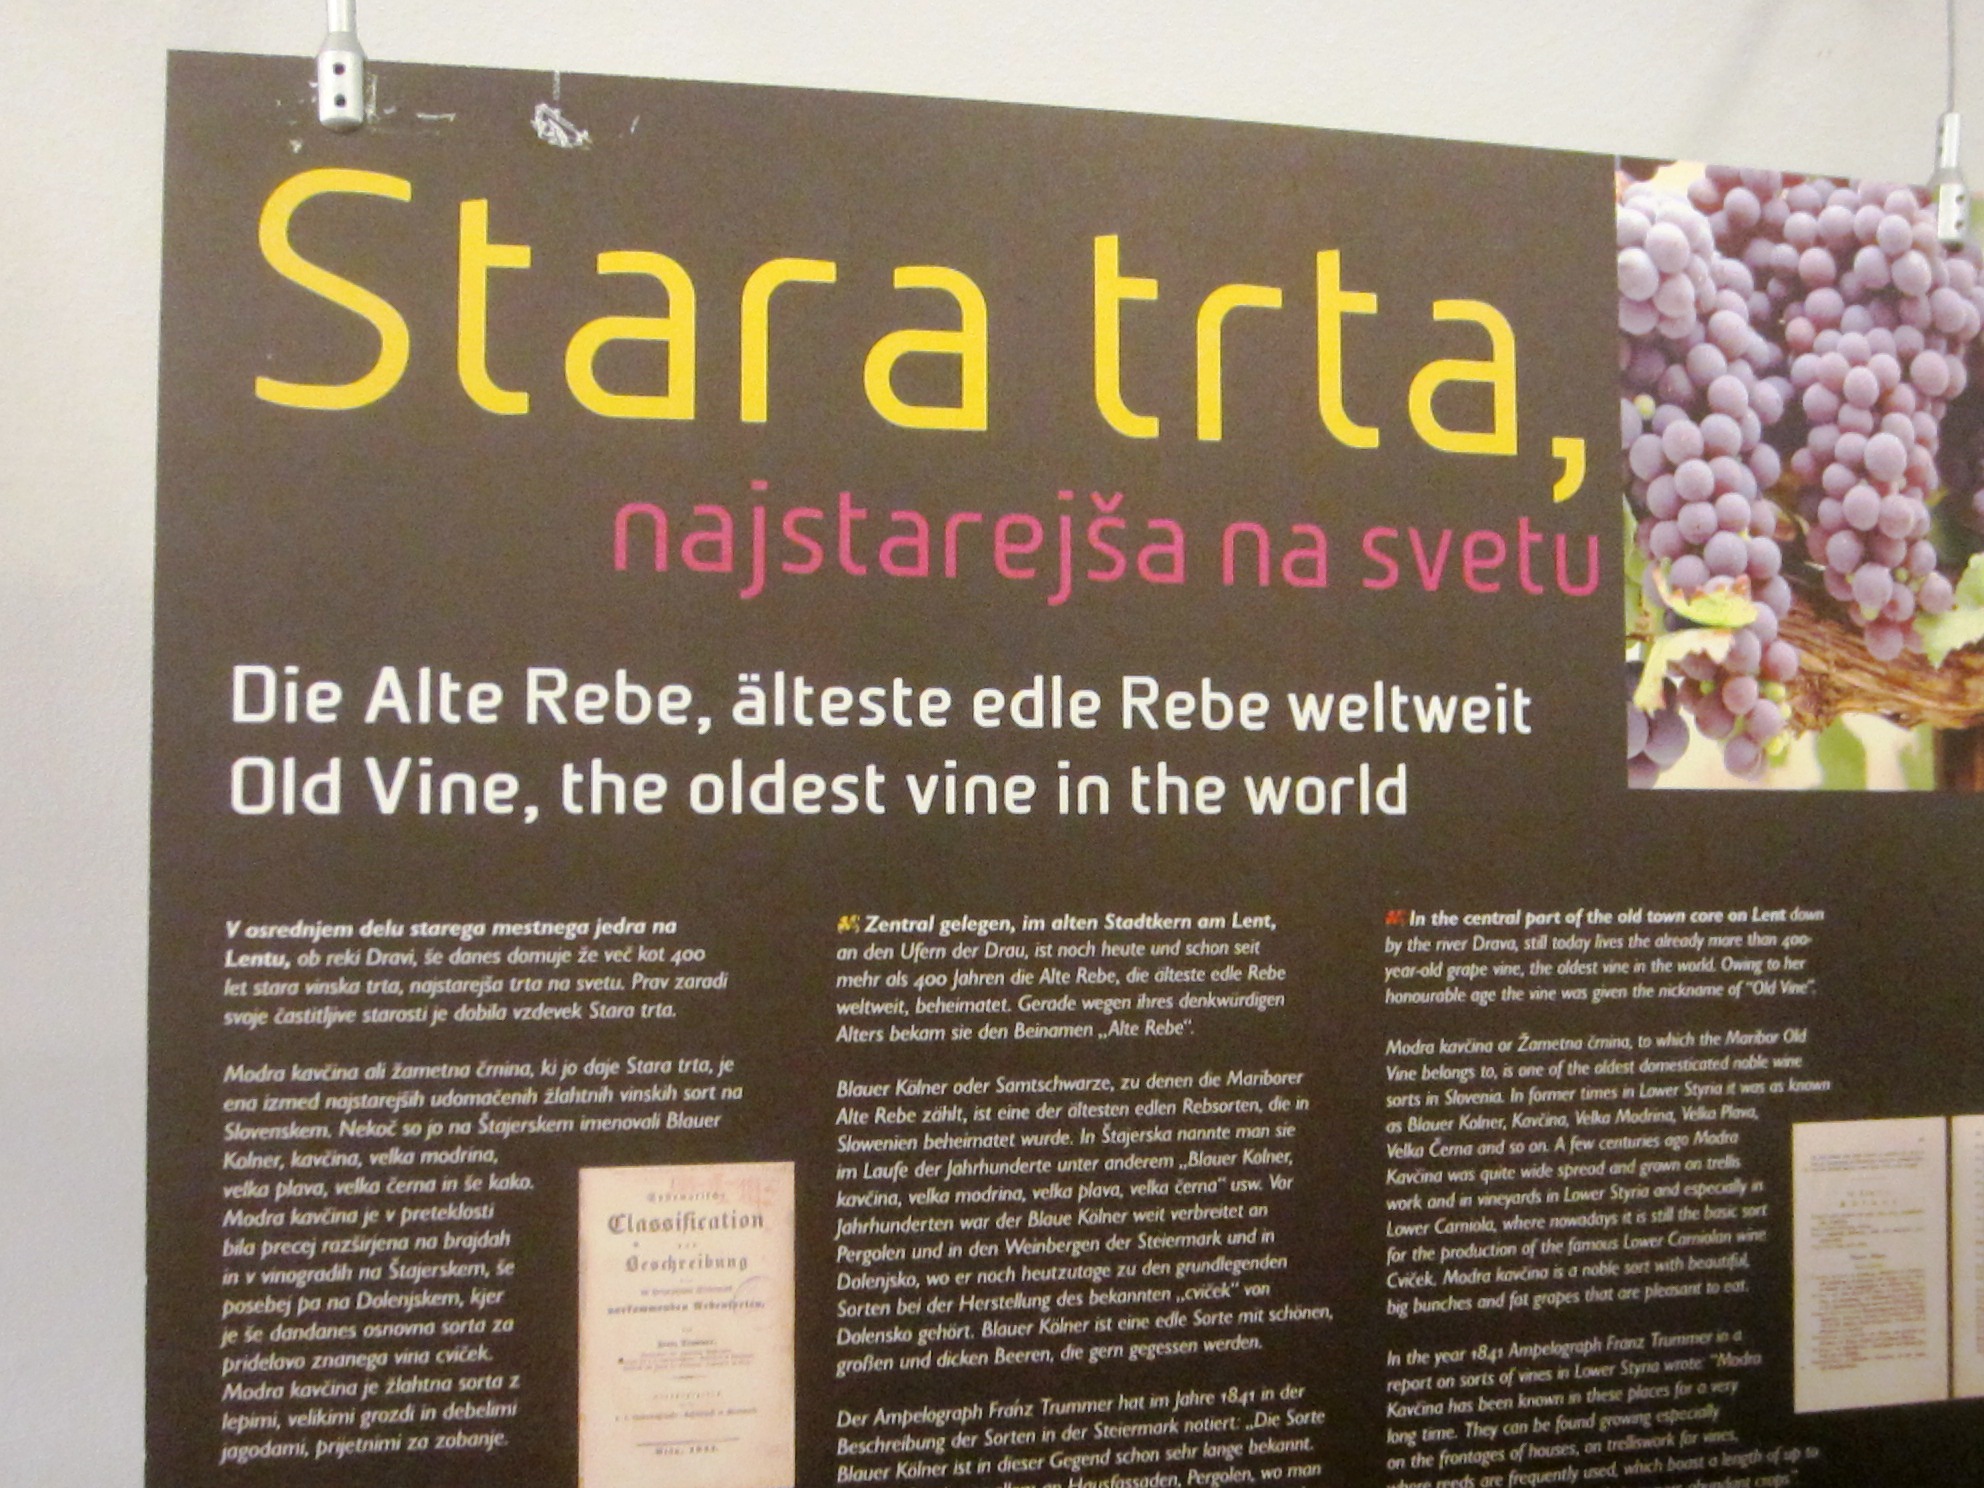 Stara trta,
najstarejša na svetu
Die Alte Rebe, älteste edle Rebe weltweit
Old Vine, the oldest vine in the world
V osrednjem delu starega mestnega jedra na
Lentu, ob reki Dravi, še danes domuje že več kot 400
let stara vinska trta, najstarejša trta na svetu. Prav zaradi
svoje častitljive starosti je dobila vzdevek Stara trta.
Modra kavčina ali žametna črnina, ki jo daje Stara trta, je
ena izmed najstarejših udomačenih žlahtnih vinskih sort na
Slovenskem. Nekoč so jo na Štajerskem imenovali Blauer
Kolner, kavčina, velka modrina,
velka plava, velka černa in še kako.
Modra kavčina je v preteklosti
bila precej razširjena na brajdah
in v vinogradih na Štajerskem, še
posebej pa na Dolenjskem, kjer
je še dandanes osnovna sorta za
pridelavo znanega vina cviček.
Modra kavčina je žlahtna sorta z
lepimi, velikimi grozdi in debelimi
jagodami, prijetnimi za zobanje.
Classification
Beschreibung
vorkommenden Rebensorten,
Zentral gelegen, im alten Stadtkern am Lent,
an den Ufern der Drau, ist noch heute und schon seit
mehr als 400 Jahren die Alte Rebe, die älteste edle Rebe
weltweit, beheimatet. Gerade wegen ihres denkwürdigen
Alters bekam sie den Beinamen „Alte Rebe“.
Blauer Kölner oder Samtschwarze, zu denen die Mariborer
Alte Rebe zählt, ist eine der ältesten edlen Rebsorten, die in
Slowenien beheimatet wurde. In Štajerska nannte man sie
im Laufe der Jahrhunderte unter anderem „Blauer Kolner,
kavčina, velka modrina, velka plava, velka černa“ usw. Vor
Jahrhunderten war der Blaue Kölner weit verbreitet an
Pergolen und in den Weinbergen der Steiermark und in
Dolenjsko, wo er noch heutzutage zu den grundlegenden
Sorten bei der Herstellung des bekannten „cviček“ von
Dolensko gehört. Blauer Kölner ist eine edle Sorte mit schönen,
großen und dicken Beeren, die gern gegessen werden.
Der Ampelograph Franz Trummer hat im Jahre 1841 in der
Beschreibung der Sorten in der Steiermark notiert: „Die Sorte
Blauer Kölner ist in dieser Gegend schon sehr lange bekannt.
an Hausfassaden, Pergolen, wo man
In the central part of the old town core on Lent down
by the river Drava, still today lives the already more than 400-
year-old grape vine, the oldest vine in the world. Owing to her
honourable age the vine was given the nickname of “Old Vine”.
Modra kavčina or Žametna črnina, to which the Maribor Old
Vine belongs to, is one of the oldest domesticated noble wine
sorts in Slovenia. In former times in Lower Styria it was as known
as Blauer Kolner, Kavčina, Velka Modrina, Velka Plava,
Velka Černa and so on. A few centuries ago Modra
Kavčina was quite wide spread and grown on trellis
work and in vineyards in Lower Styria and especially in
Lower Carniola, where nowadays it is still the basic sort
for the production of the famous Lower Carniolan wine
Cviček. Modra kavčina is a noble sort with beautiful,
big bunches and fat grapes that are pleasant to eat.
In the year 1841 Ampelograph Franz Trummer in a
report on sorts of vines in Lower Styria wrote: “Modra
Kavčina has been known in these places for a very
long time. They can be found growing especially
on the frontages of houses, on trelliswork for vines,
where reeds are frequently used, which boast a length of up to
abundant crops”